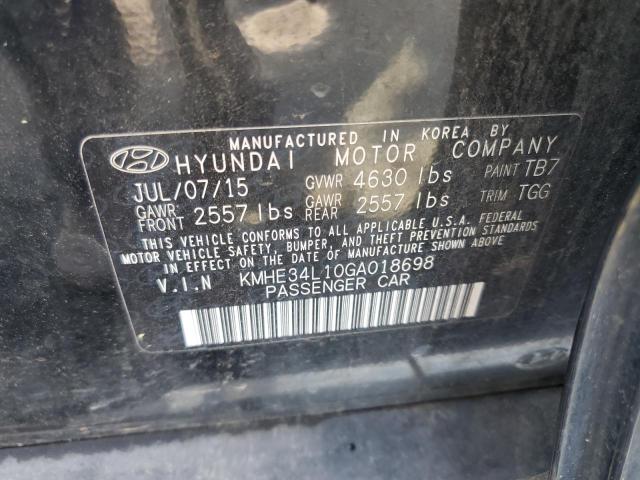 MANUFACTURED IN KOREA BY
HYUNDAI MOTOR COMPANY
JUL/07/15 GVWR 4630 lbs PAINT TB7
GAWR: FRONT 2557 lbs GAWR: REAR 2557 lbs TRIM TGG
THIS VEHICLE CONFORMS TO ALL APPLICABLE U.S.A. FEDERAL
MOTOR VEHICLE SAFETY, BUMPER, AND THEFT PREVENTION STANDARDS
IN EFFECT ON THE DATE OF MANUFACTURE SHOWN ABOVE.
V.I.N KMHE34L10GA018698
PASSENGER CAR